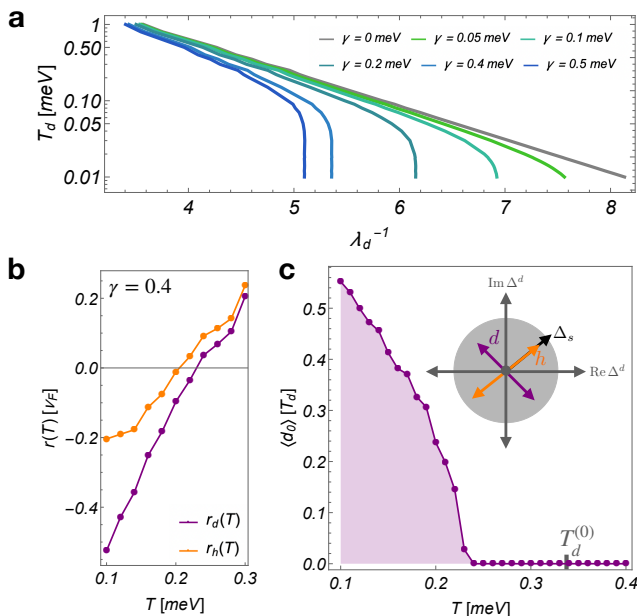 a
γ = 0 meV γ = 0.05 meV γ = 0.1 meV
γ = 0.2 meV γ = 0.4 meV γ = 0.5 meV
T_d [meV]
1
0.50
0.10
0.05
0.01
4 5 6 7 8
λ_d^{-1}
b
γ = 0.4
r(T) [ν_F]
0.2
0.0
-0.2
-0.4
r_d(T)
r_h(T)
0.1 0.2 0.3
T [meV]
c
⟨d_0⟩ [T_d]
0.5
0.4
0.3
0.2
0.1
0.0
Im Δ^d
d
Δ_s
h
Re Δ^d
T_d^{(0)}
0.1 0.2 0.3 0.4
T [meV]